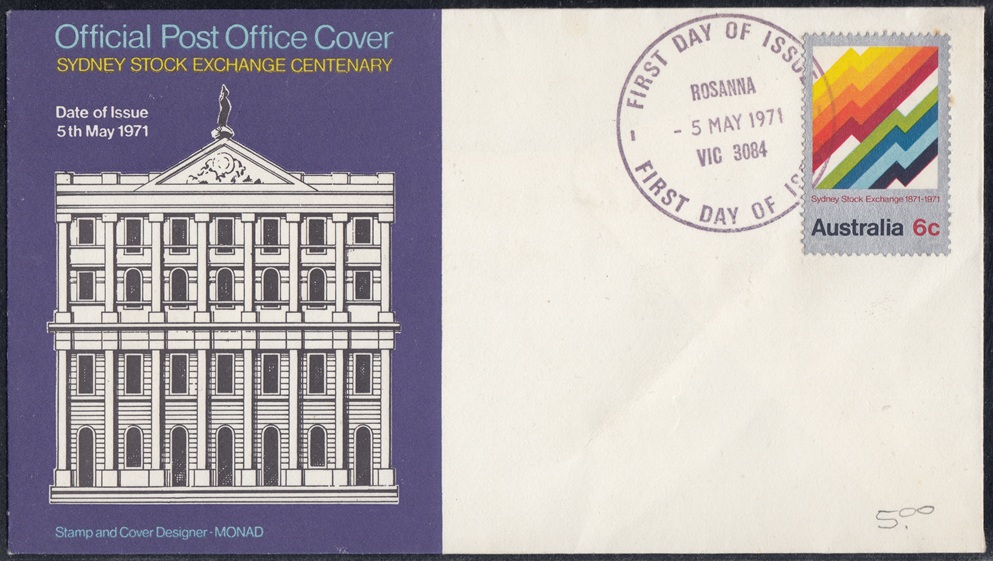 Official Post Office Cover
SYDNEY STOCK EXCHANGE CENTENARY
Date of Issue
5th May 1971
Stamp and Cover Designer - MONAD
FIRST DAY OF ISSUE
ROSANNA
- 5 MAY 1971
VIC 3084
FIRST DAY OF IS
Sydney Stock Exchange 1871-1971
Australia 6c
5.00